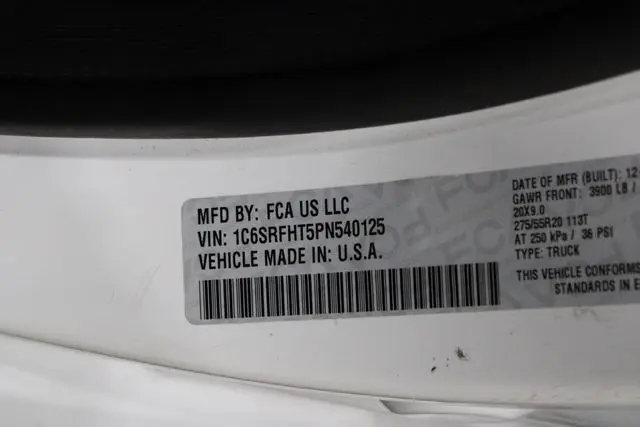 MFD BY: FCA US LLC
VIN: 1C6SRFHT5PN540125
VEHICLE MADE IN: U.S.A.
DATE OF MFR (BUILT): 12-
GAWR FRONT: 3900 LB /
20X9.0
275/55R20 113T
AT 250 kPa / 36 PSI
TYPE: TRUCK
THIS VEHICLE CONFORMS
STANDARDS IN E